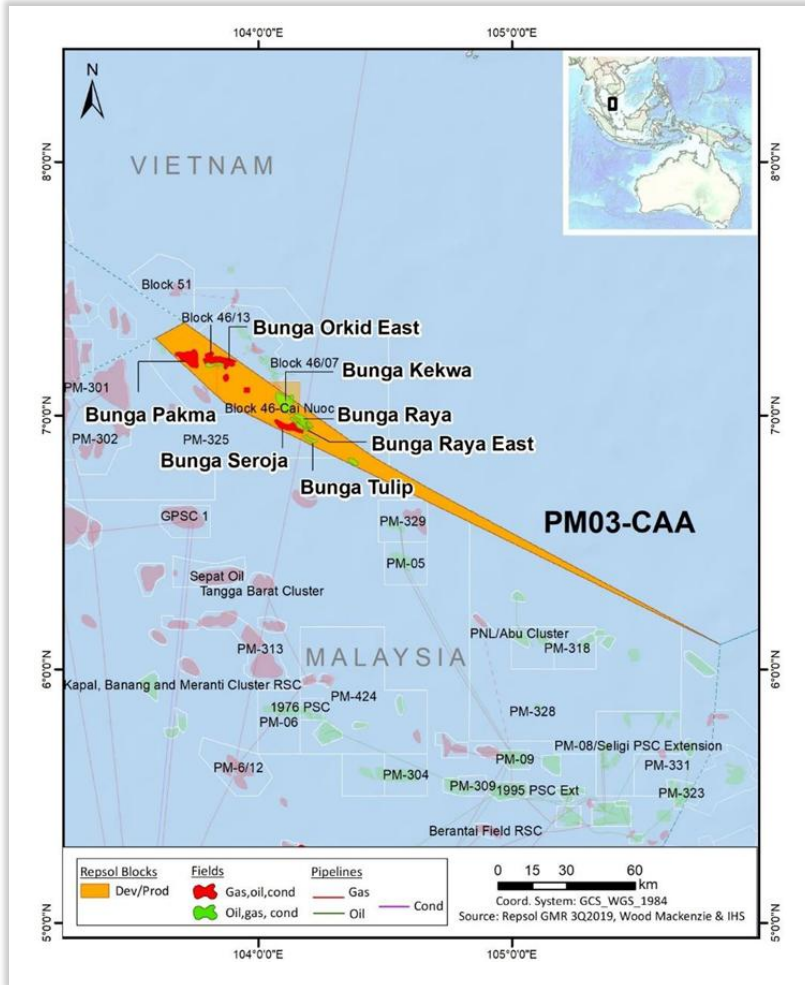 104°0'0"E 105°0'0"E
N
8°0'0"N 8°0'0"N
VIETNAM
Block 51
Block 46/13
Bunga Orkid East
Block 46/07
Bunga Kekwa
PM-301
Block 46-Cai Nuoc
Bunga Pakma
Bunga Raya
7°0'0"N 7°0'0"N
PM-302
PM-325
Bunga Raya East
Bunga Seroja
Bunga Tulip
GPSC 1
PM-329
PM03-CAA
PM-05
Sepat Oil
Tangga Barat Cluster
PNL/Abu Cluster
PM-313
PM-318
MALAYSIA
6°0'0"N 6°0'0"N
Kapal, Banang and Meranti Cluster RSC
PM-424
1976 PSC
PM-06
PM-328
PM-08/Seligi PSC Extension
PM-6/12
PM-09
PM-331
PM-304
PM-309
1995 PSC Ext
PM-323
Berantai Field RSC
Repsol Blocks
Dev/Prod
Fields
Gas,oil,cond
Oil,gas, cond
Pipelines
Gas
Oil
Cond
0 15 30 60
km
Coord. System: GCS_WGS_1984
Source: Repsol GMR 3Q2019, Wood Mackenzie & IHS
5°0'0"N 5°0'0"N
104°0'0"E 105°0'0"E